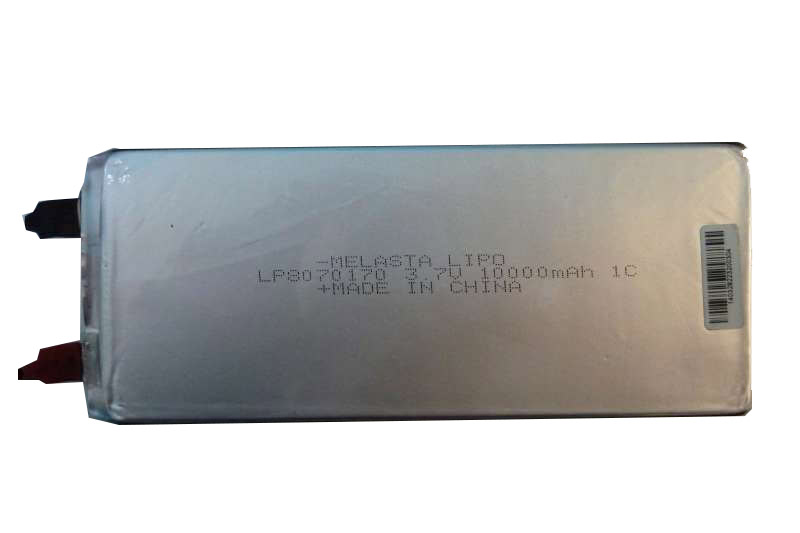 -MELASTA LIPO
LP8070170 3.7V 10000mAh 1C
+MADE IN CHINA